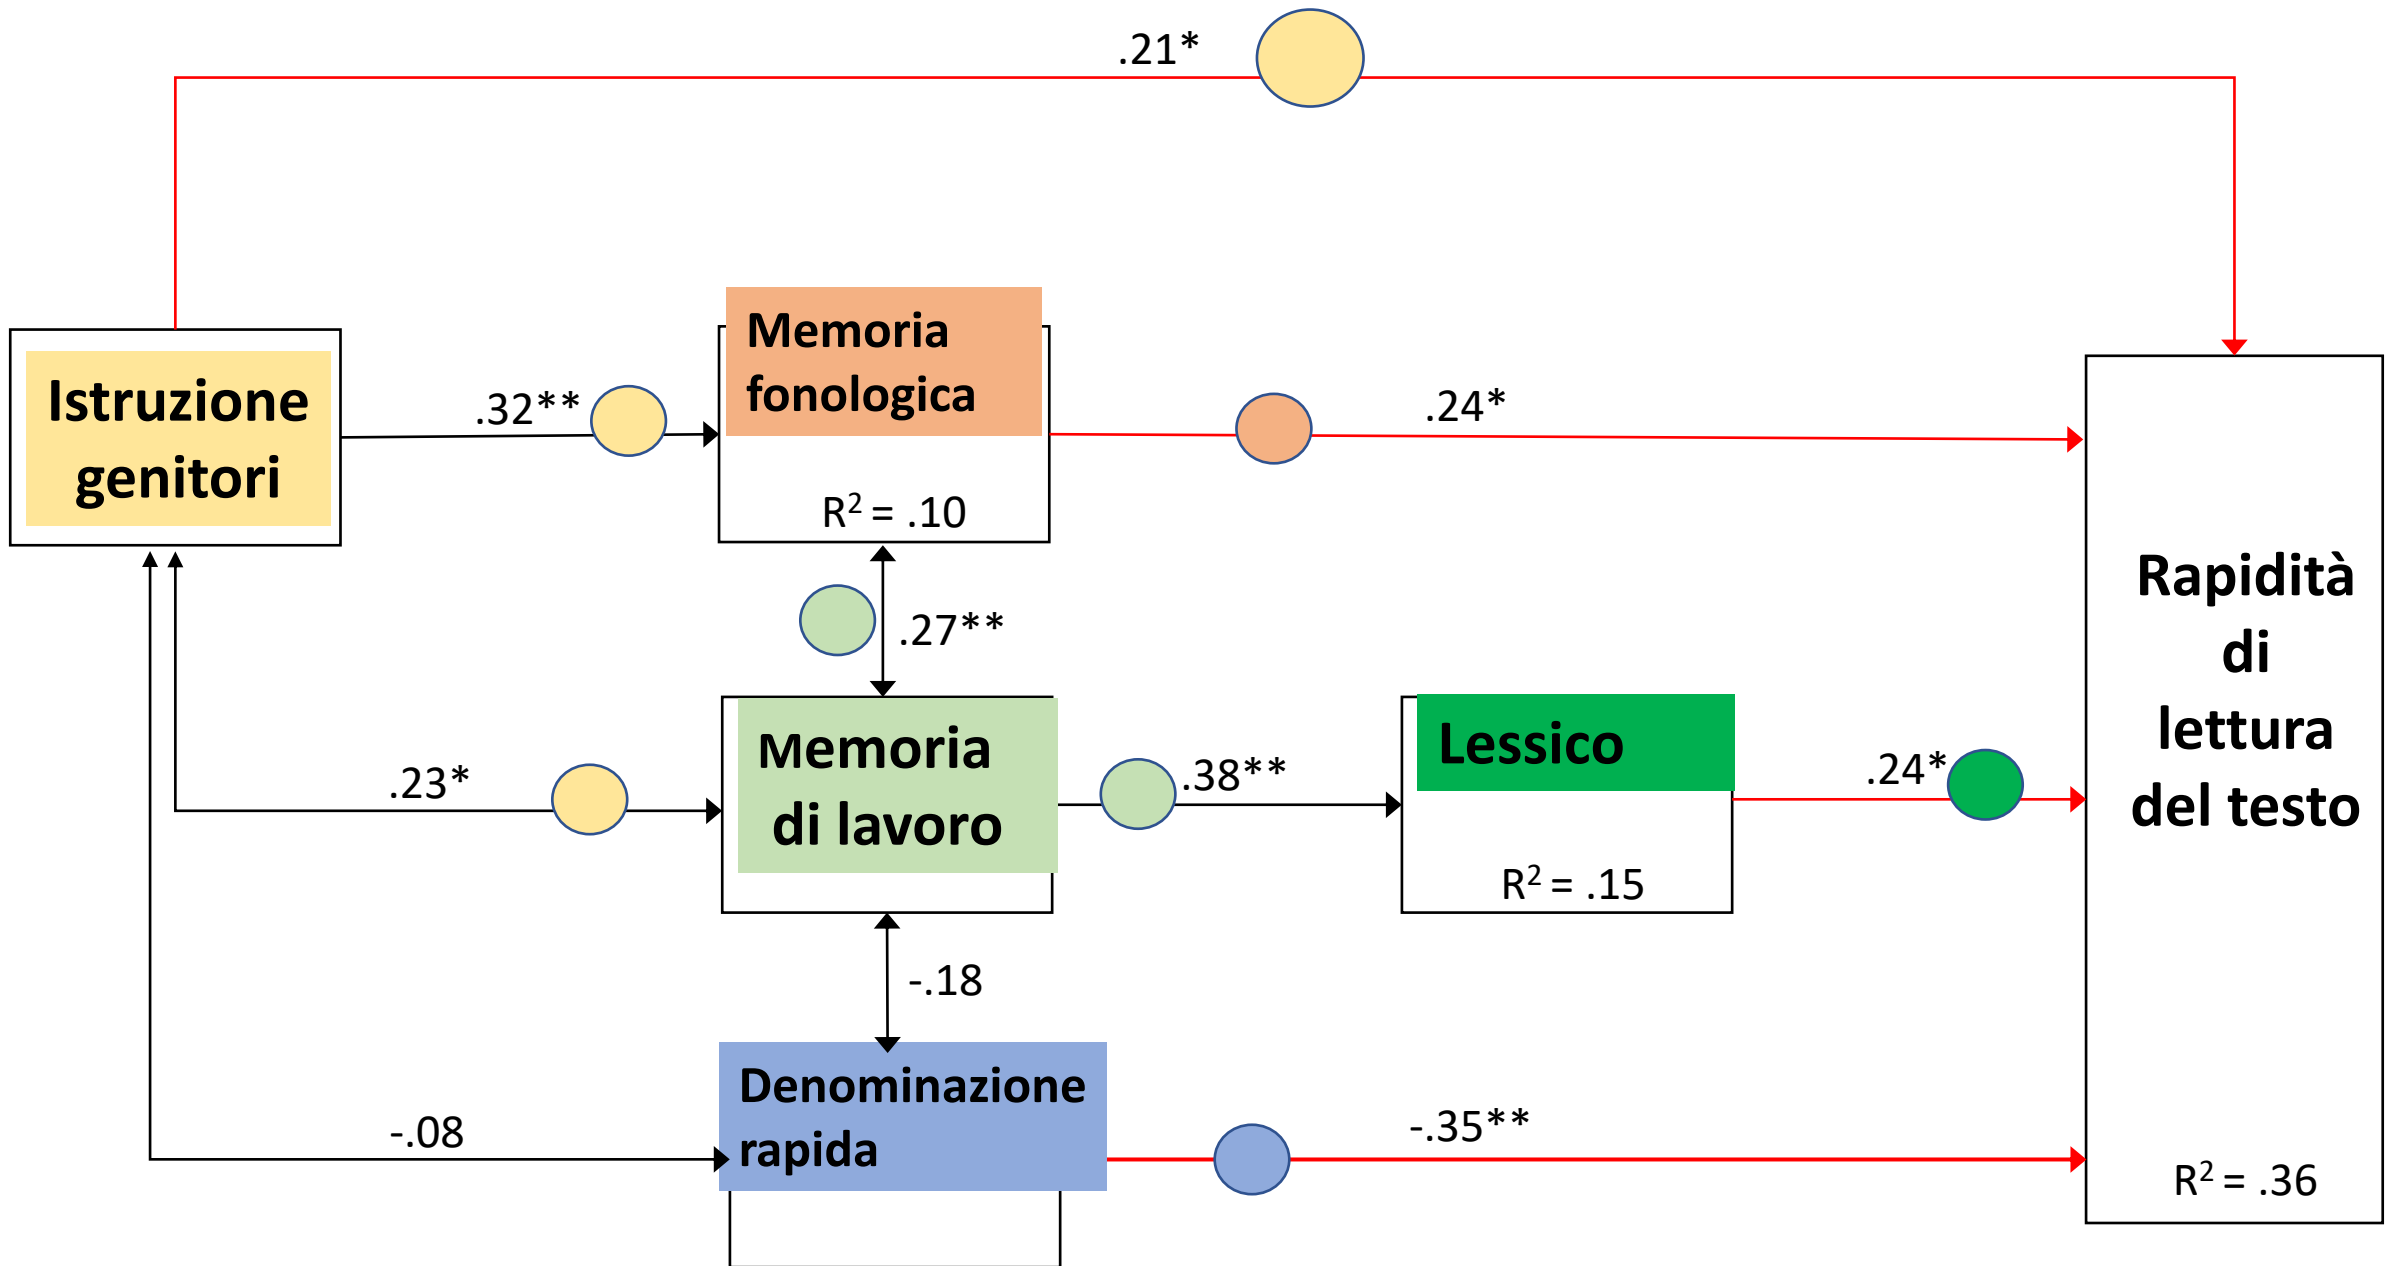 .21*
Istruzione
genitori
.32**
Memoria
fonologica
R² = .10
.24*
.27**
.23*
Memoria
di lavoro
.38**
Lessico
R² = .15
.24*
-.18
-.08
Denominazione
rapida
-.35**
Rapidità
di
lettura
del testo
R² = .36